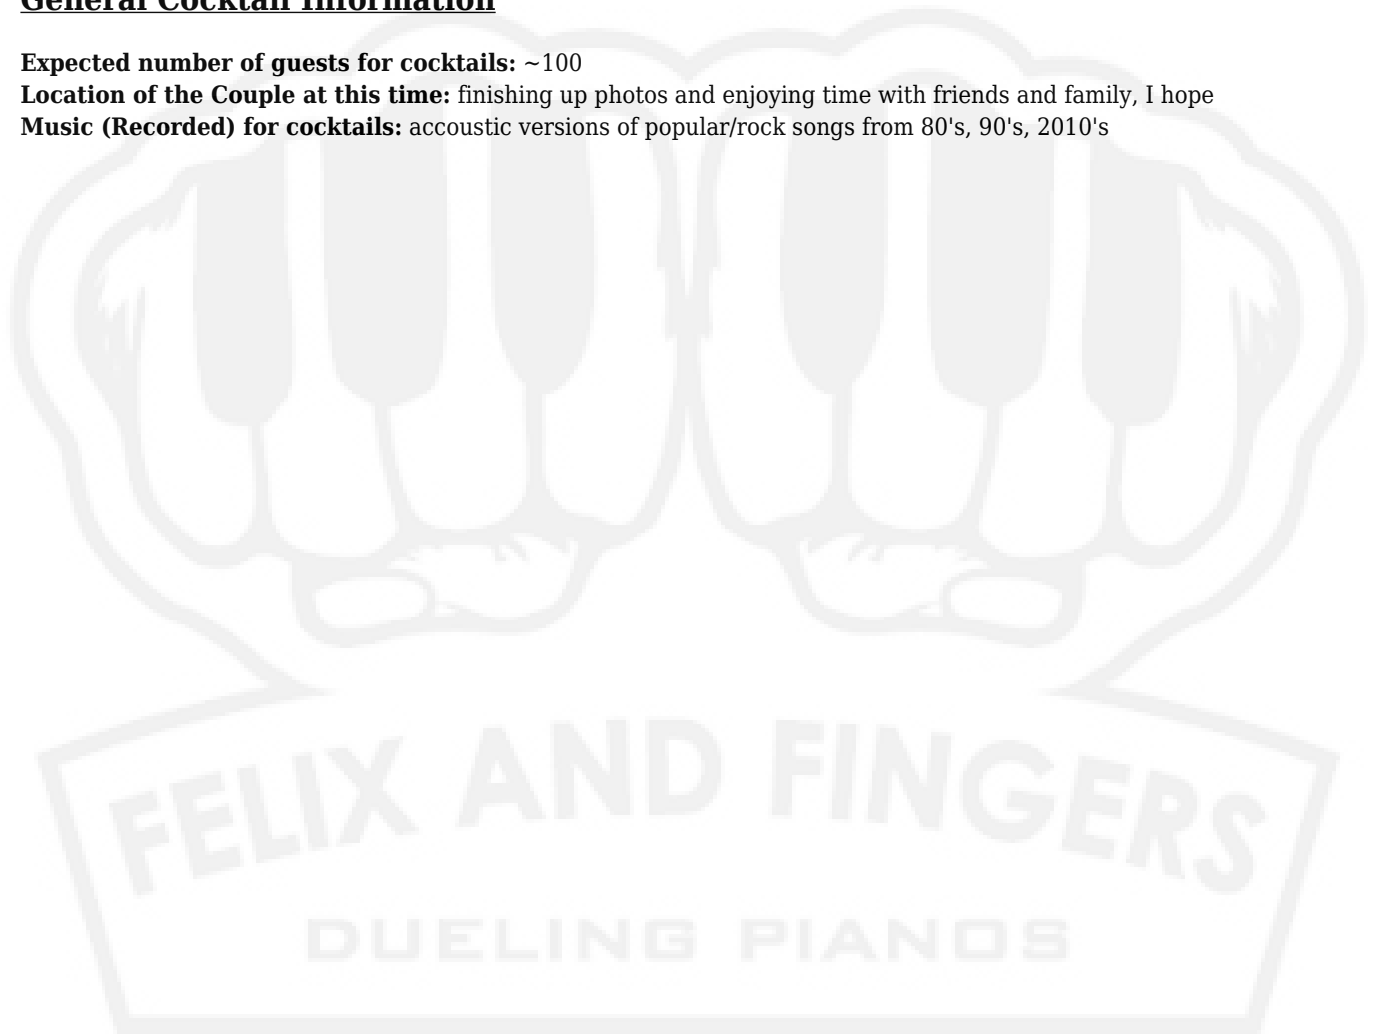 General Cocktail Information
Expected number of guests for cocktails: ~100
Location of the Couple at this time: finishing up photos and enjoying time with friends and family, I hope
Music (Recorded) for cocktails: accoustic versions of popular/rock songs from 80's, 90's, 2010's
FELIX AND FINGERS
DUELING PIANOS